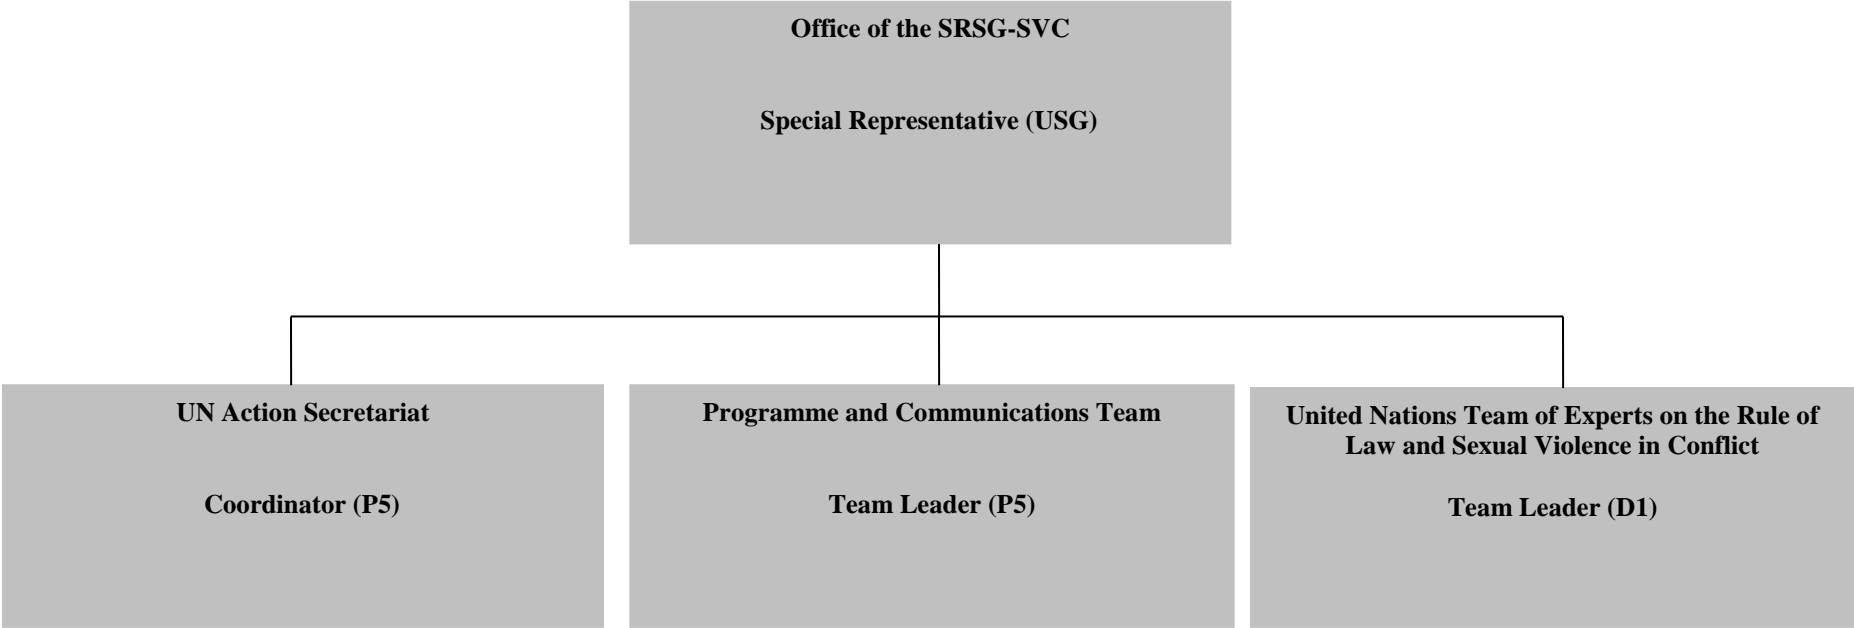 Office of the SRSG-SVC
Special Representative (USG)
UN Action Secretariat
Coordinator (P5)
Programme and Communications Team
Team Leader (P5)
United Nations Team of Experts on the Rule of
Law and Sexual Violence in Conflict
Team Leader (D1)